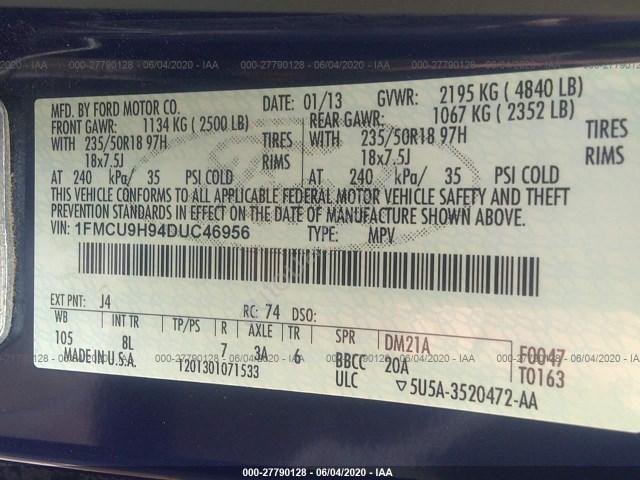 000-27790128 - 06/04/2020 - IAA
MFD. BY FORD MOTOR CO.
DATE: 01/13
GVWR: 2195 KG ( 4840 LB)
FRONT GAWR: 1134 KG ( 2500 LB)
REAR GAWR: 1067 KG ( 2352 LB)
WITH 235/50R18 97H TIRES
WITH 235/50R18 97H TIRES
18x7.5J RIMS
18x7.5J RIMS
AT 240 kPa/ 35 PSI COLD
AT 240 kPa/ 35 PSI COLD
THIS VEHICLE CONFORMS TO ALL APPLICABLE FEDERAL MOTOR VEHICLE SAFETY AND THEFT
STANDARDS IN EFFECT ON THE DATE OF MANUFACTURE SHOWN ABOVE.
VIN: 1FMCU9H94DUC46956
TYPE: MPV
EXT PNT: J4 RC: 74 DSO:
WB INT TR TP/PS R AXLE TR SPR
105 8L 7 3A 6 BBCC
DM21A
20A
F0047
T0163
MADE IN U.S.A. T201301071533 ULC ▽5U5A-3520472-AA
000-27790128 - 06/04/2020 - IAA